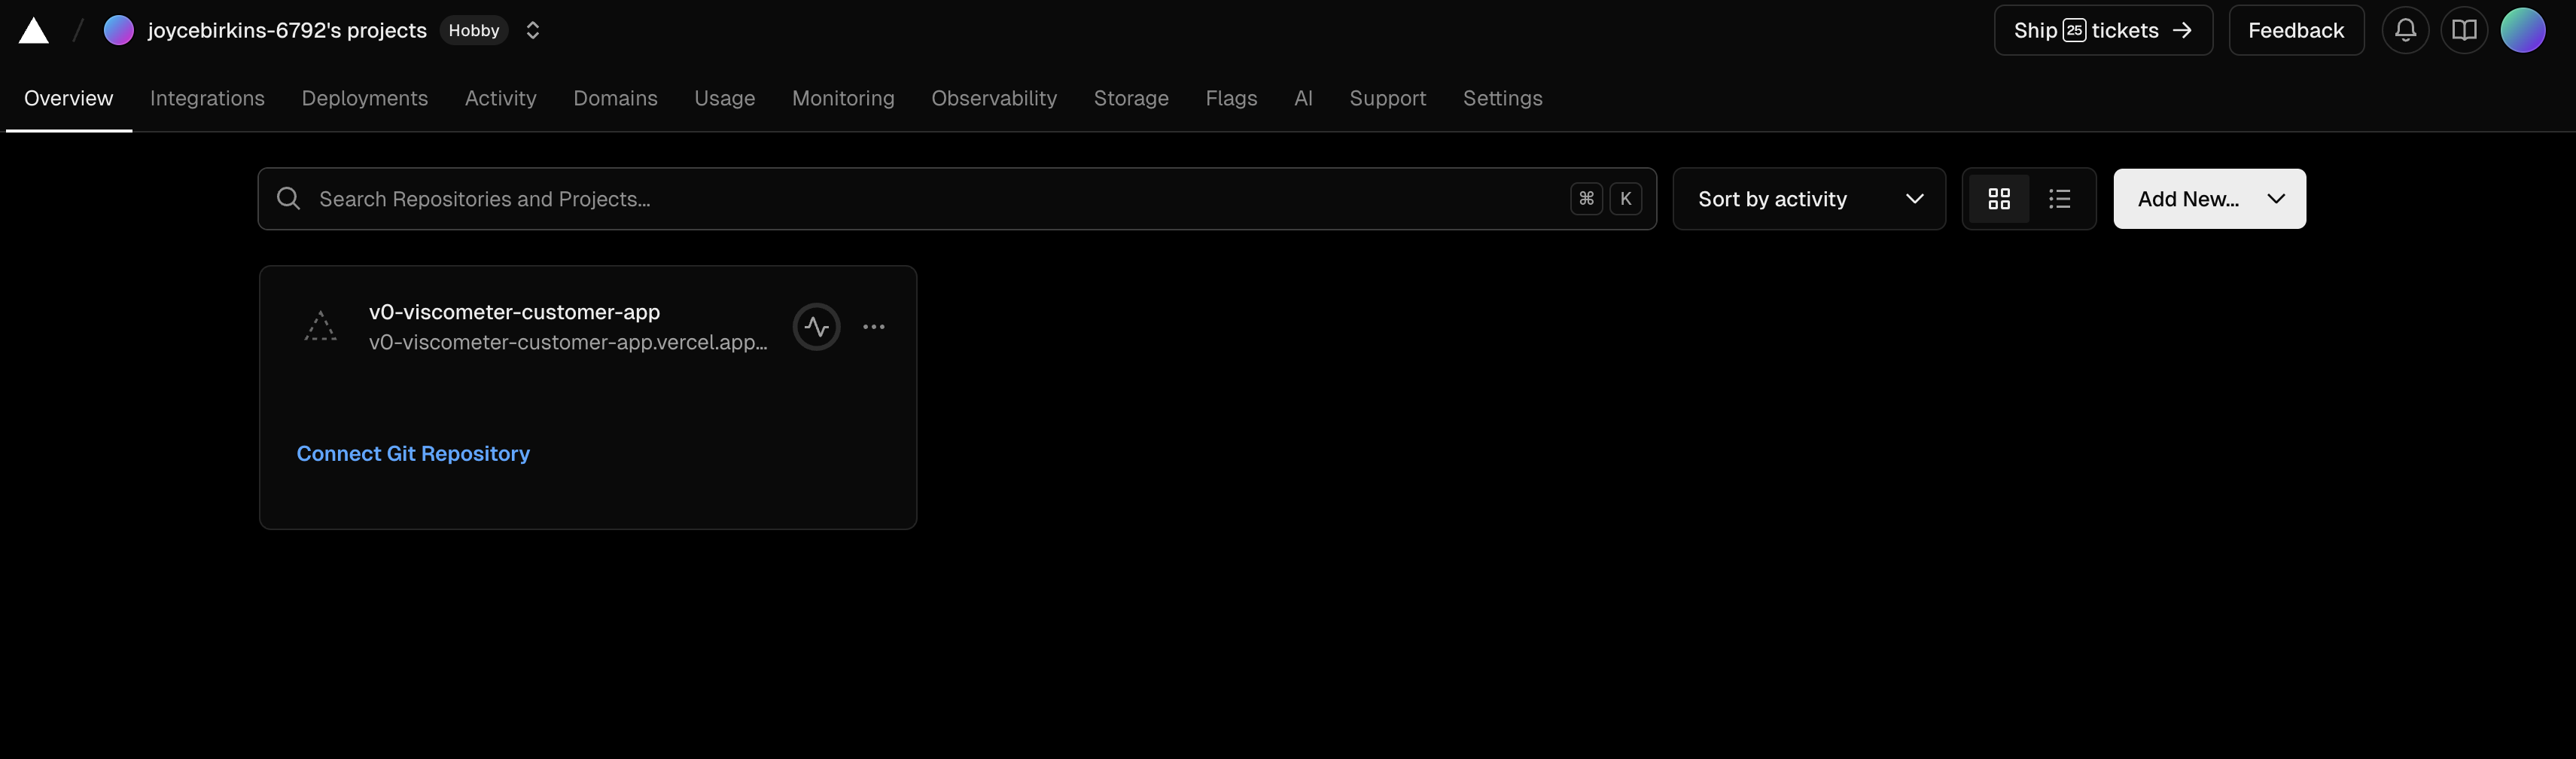 joycebirkins-6792's projects Hobby
Ship 25 tickets → Feedback
Overview Integrations Deployments Activity Domains Usage Monitoring Observability Storage Flags AI Support Settings
Search Repositories and Projects... ⌘ K Sort by activity Add New...
v0-viscometer-customer-app
v0-viscometer-customer-app.vercel.app...
Connect Git Repository